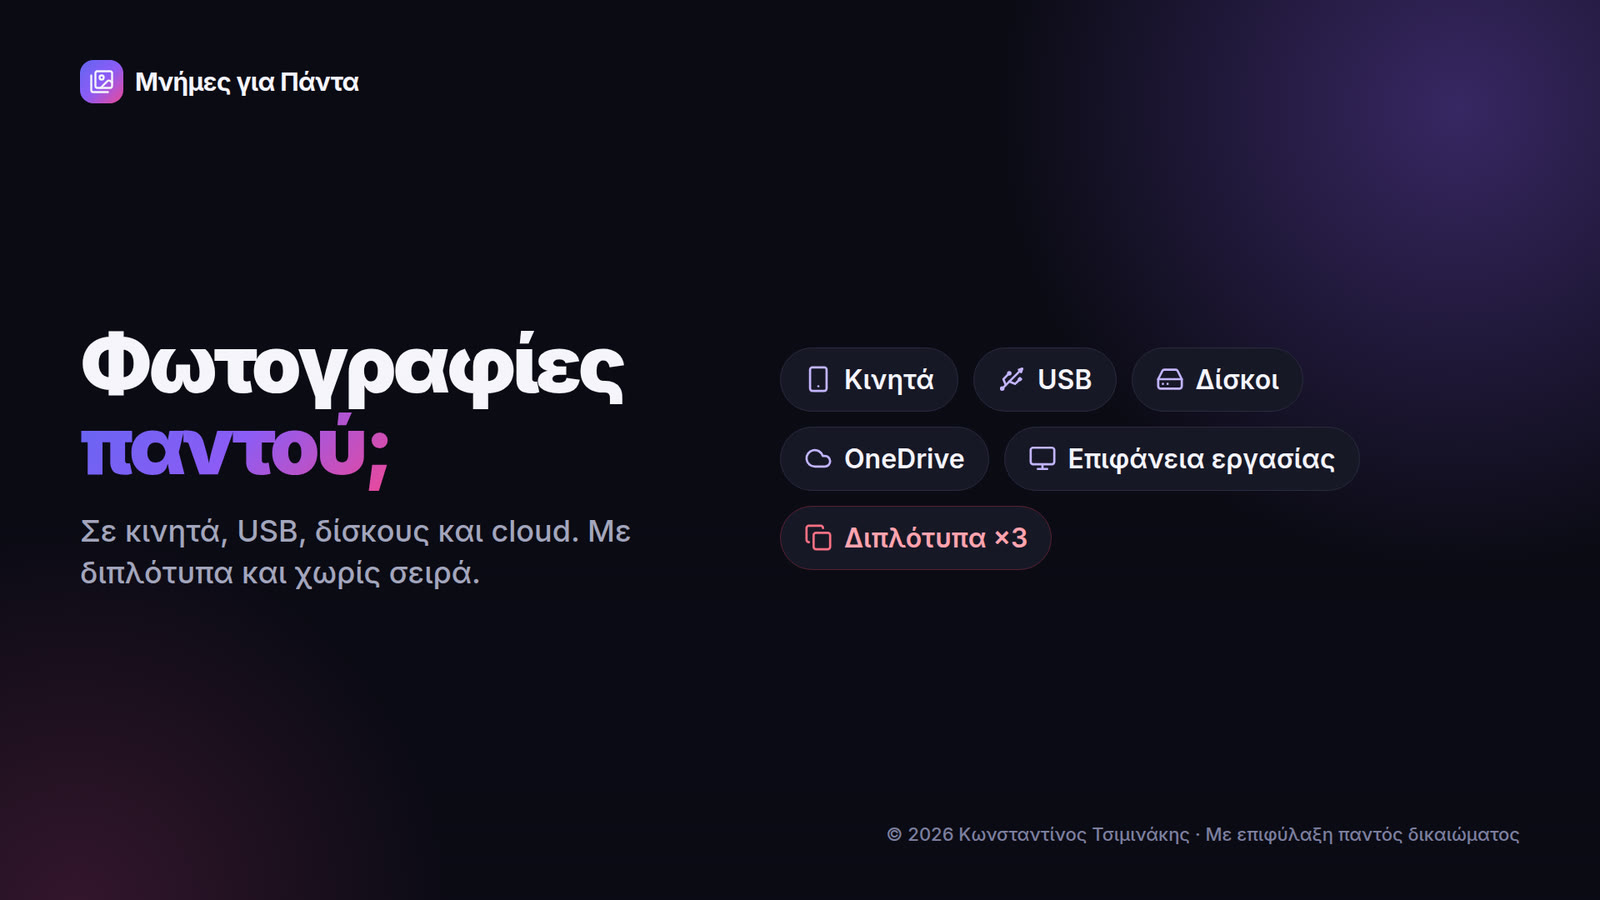 Μνήμες για Πάντα
Φωτογραφίες
παντού;
Σε κινητά, USB, δίσκους και cloud. Με
διπλότυπα και χωρίς σειρά.
Κινητά
USB
Δίσκοι
OneDrive
Επιφάνεια εργασίας
Διπλότυπα ×3
© 2026 Κωνσταντίνος Τσιμινάκης · Με επιφύλαξη παντός δικαιώματος